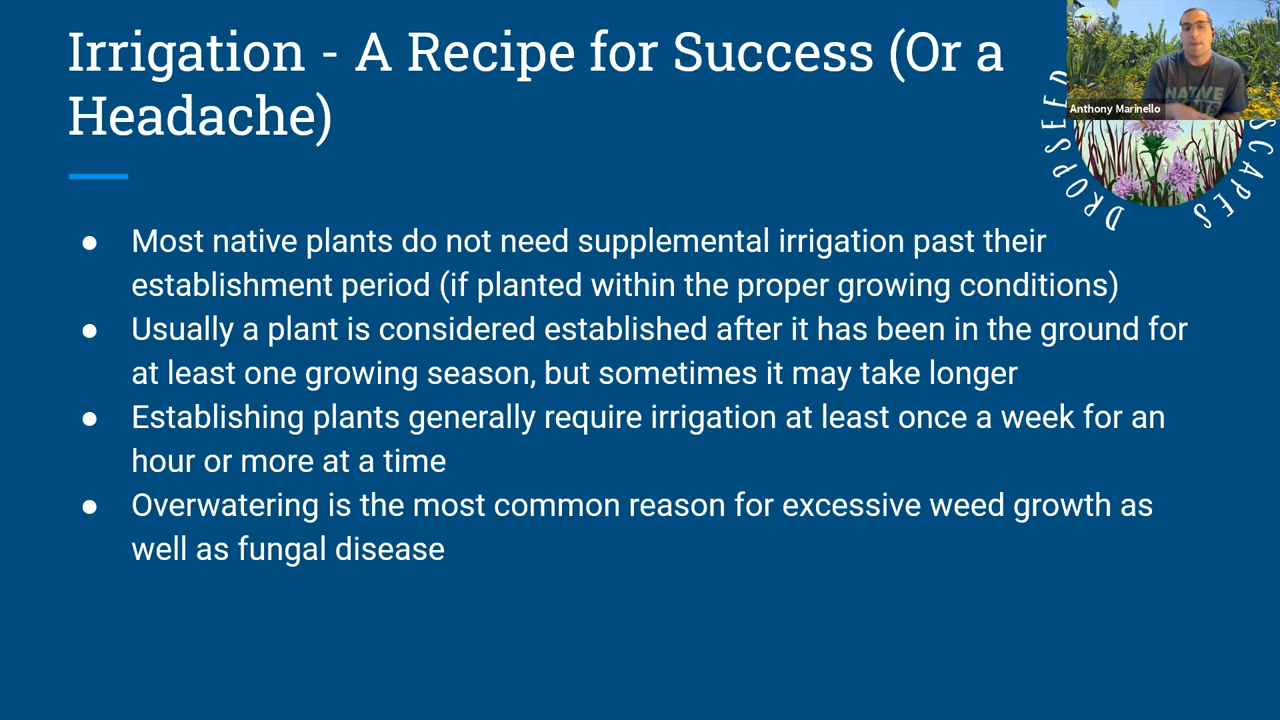 Irrigation - A Recipe for Success (Or a
Headache)
Anthony Marinello
NATIVE
DROPSEED
SCAPES
● Most native plants do not need supplemental irrigation past their
establishment period (if planted within the proper growing conditions)
● Usually a plant is considered established after it has been in the ground for
at least one growing season, but sometimes it may take longer
● Establishing plants generally require irrigation at least once a week for an
hour or more at a time
● Overwatering is the most common reason for excessive weed growth as
well as fungal disease